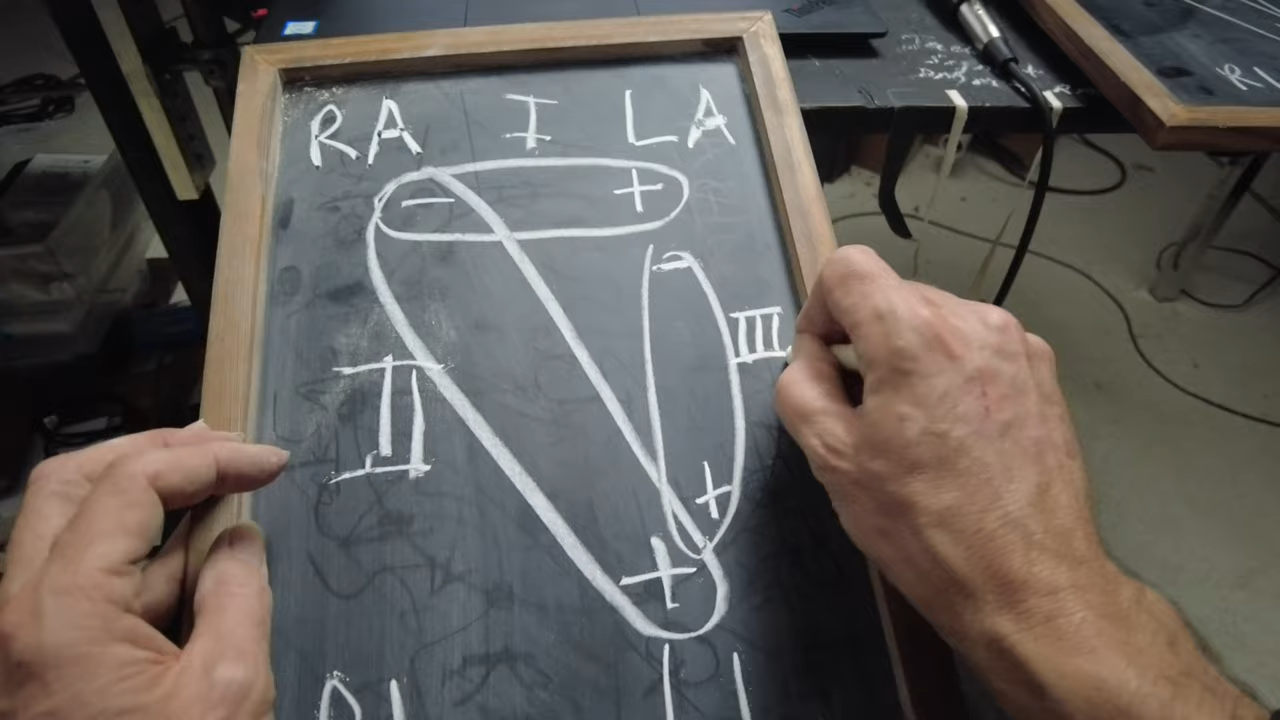 RA I LA
- +
-
III
II
+
+